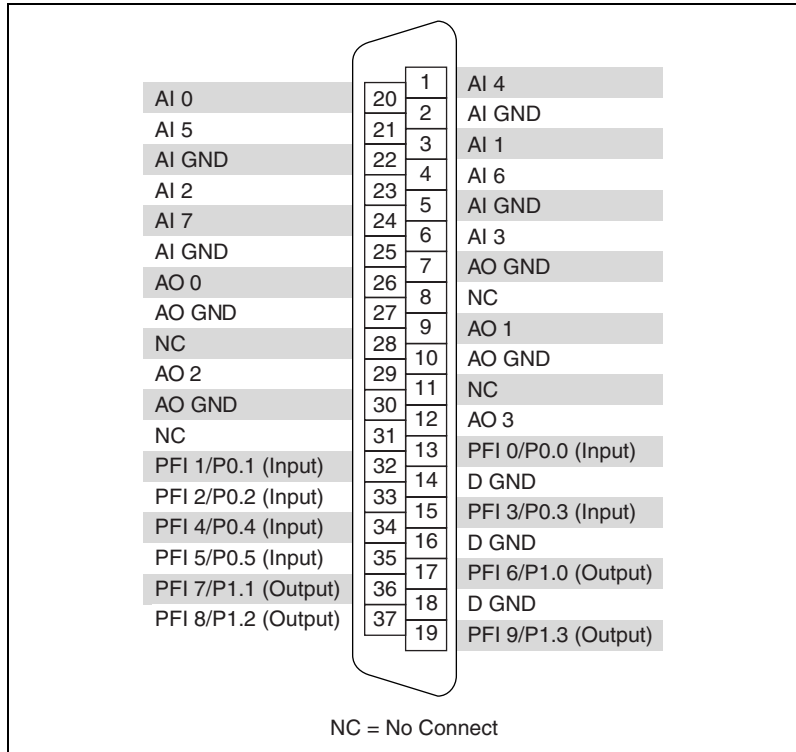 1 AI 4
AI 0 20
2 AI GND
AI 5 21
3 AI 1
AI GND 22
4 AI 6
AI 2 23
5 AI GND
AI 7 24
6 AI 3
AI GND 25
7 AO GND
AO 0 26
8 NC
AO GND 27
9 AO 1
NC 28
10 AO GND
AO 2 29
11 NC
AO GND 30
12 AO 3
NC 31
13 PFI 0/P0.0 (Input)
PFI 1/P0.1 (Input) 32
14 D GND
PFI 2/P0.2 (Input) 33
15 PFI 3/P0.3 (Input)
PFI 4/P0.4 (Input) 34
16 D GND
PFI 5/P0.5 (Input) 35
17 PFI 6/P1.0 (Output)
PFI 7/P1.1 (Output) 36
18 D GND
PFI 8/P1.2 (Output) 37
19 PFI 9/P1.3 (Output)
NC = No Connect